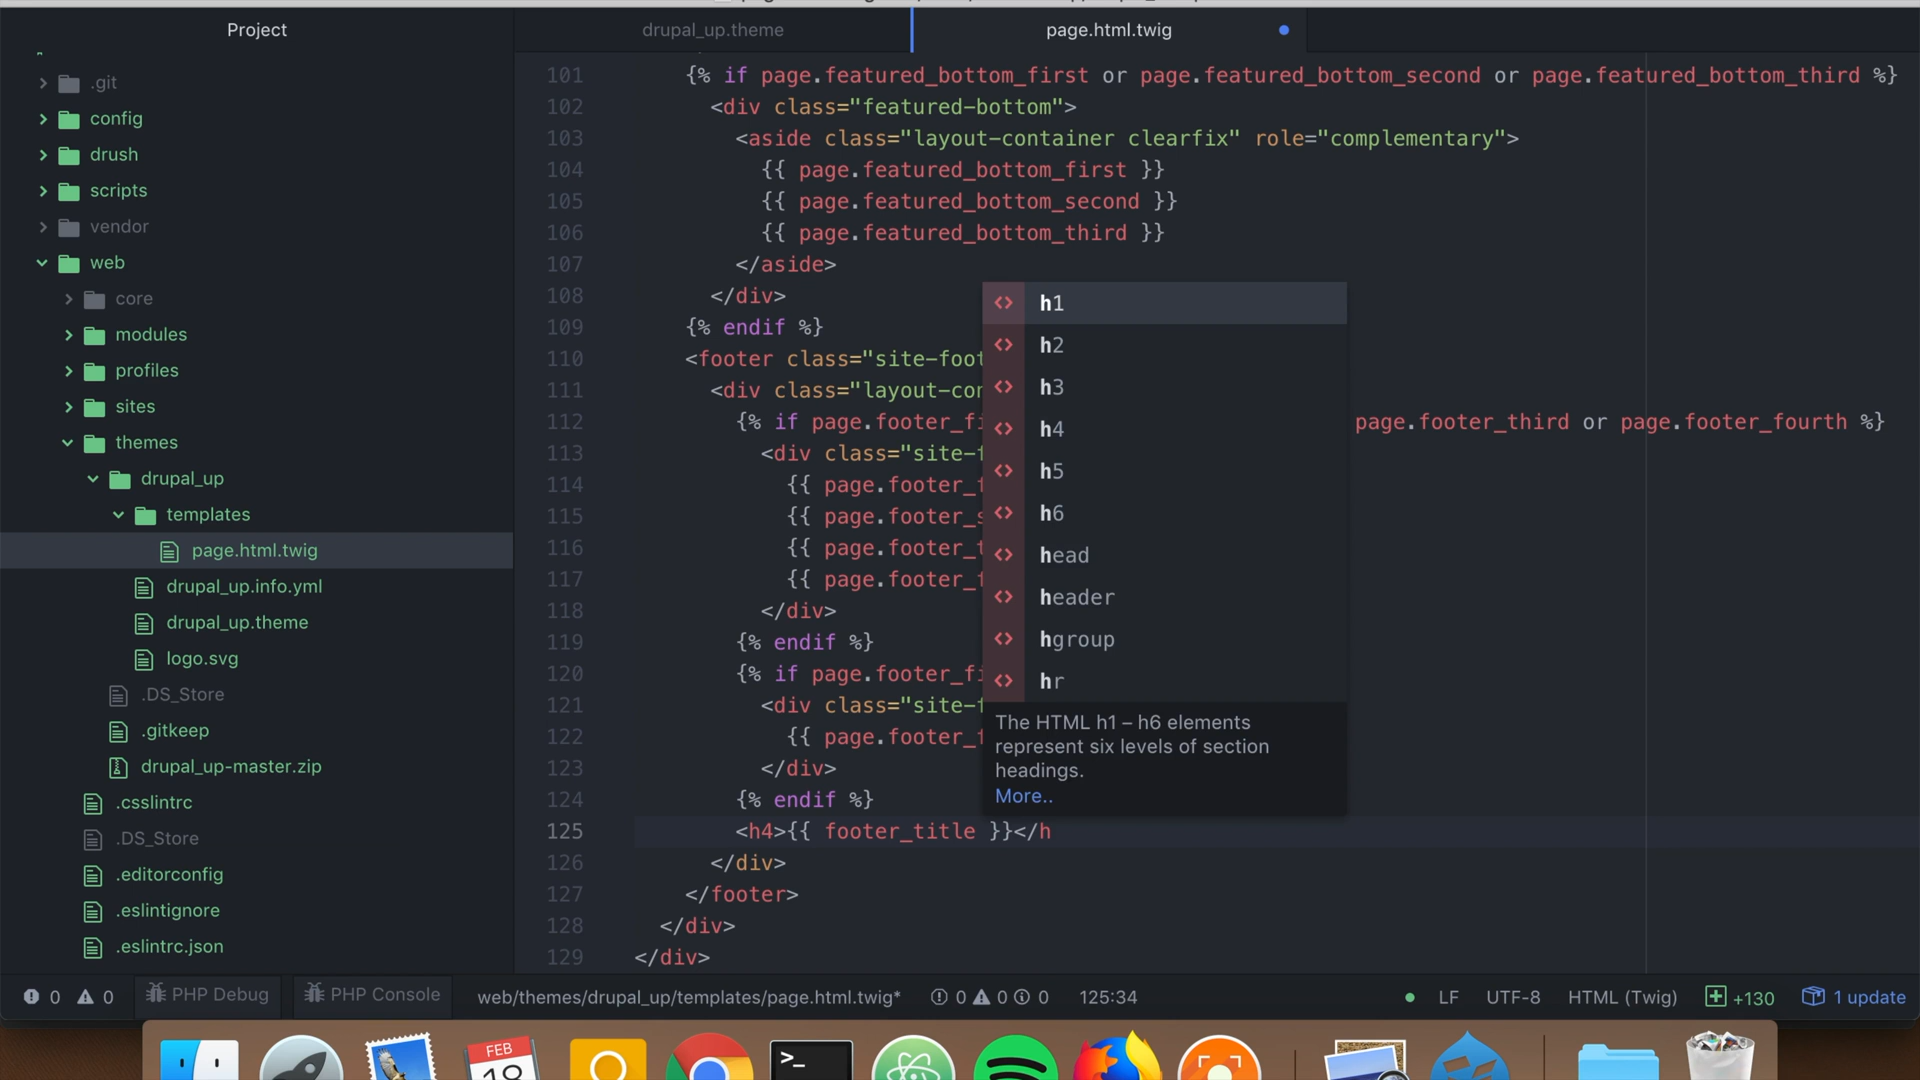 Project
drupal_up.theme
page.html.twig
.git
config
drush
scripts
vendor
web
core
modules
profiles
sites
themes
drupal_up
templates
page.html.twig
drupal_up.info.yml
drupal_up.theme
logo.svg
.DS_Store
.gitkeep
drupal_up-master.zip
.csslintrc
.DS_Store
.editorconfig
.eslintignore
.eslintrc.json
101 {% if page.featured_bottom_first or page.featured_bottom_second or page.featured_bottom_third %}
102 <div class="featured-bottom">
103 <aside class="layout-container clearfix" role="complementary">
104 {{ page.featured_bottom_first }}
105 {{ page.featured_bottom_second }}
106 {{ page.featured_bottom_third }}
107 </aside>
108 </div>
109 {% endif %}
110 <footer class="site-foot
111 <div class="layout-con
112 {% if page.footer_fi page.footer_third or page.footer_fourth %}
113 <div class="site-f
114 {{ page.footer_f
115 {{ page.footer_s
116 {{ page.footer_t
117 {{ page.footer_f
118 </div>
119 {% endif %}
120 {% if page.footer_fi
121 <div class="site-f
122 {{ page.footer_f
123 </div>
124 {% endif %}
125 <h4>{{ footer_title }}</h
126 </div>
127 </footer>
128 </div>
129 </div>
<> h1
<> h2
<> h3
<> h4
<> h5
<> h6
<> head
<> header
<> hgroup
<> hr
The HTML h1 – h6 elements
represent six levels of section
headings.
More..
0 0 PHP Debug PHP Console web/themes/drupal_up/templates/page.html.twig* 0 0 0 125:34 LF UTF-8 HTML (Twig) +130 1 update
FEB
18
>_